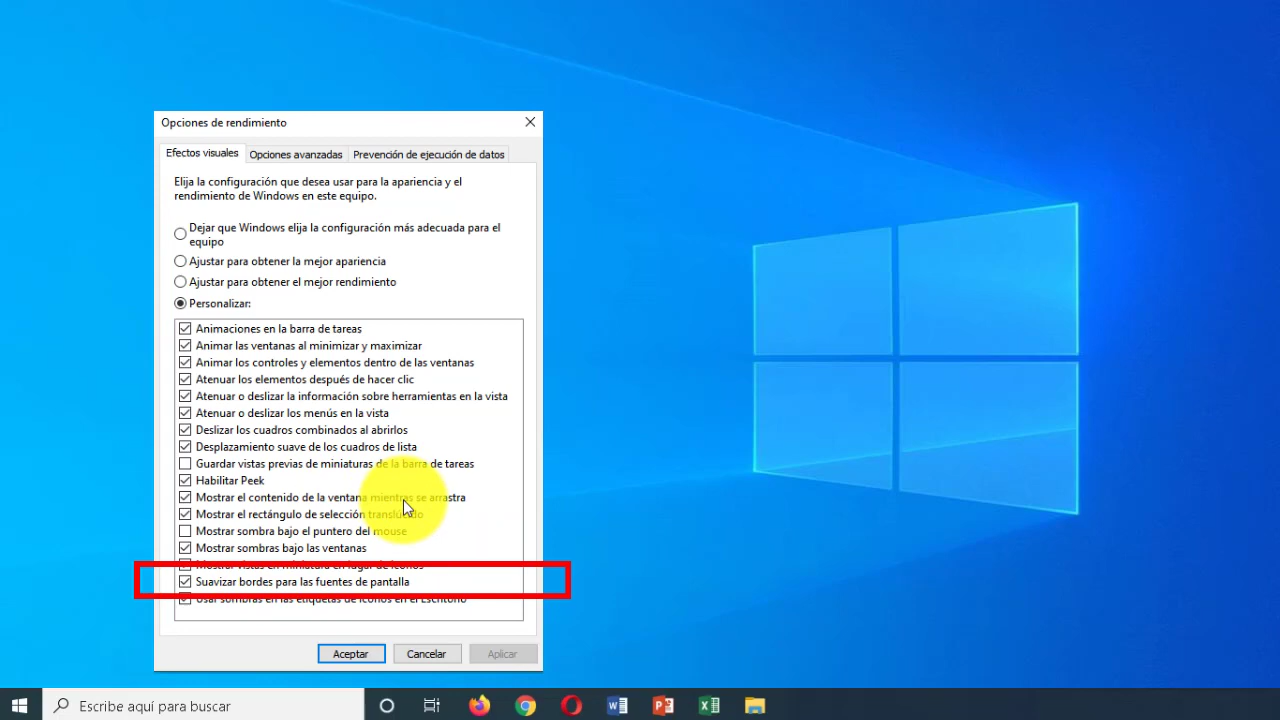 Opciones de rendimiento
Efectos visuales
Opciones avanzadas
Prevención de ejecución de datos
Elija la configuración que desea usar para la apariencia y el
rendimiento de Windows en este equipo.
Dejar que Windows elija la configuración más adecuada para el
equipo
Ajustar para obtener la mejor apariencia
Ajustar para obtener el mejor rendimiento
Personalizar:
Animaciones en la barra de tareas
Animar las ventanas al minimizar y maximizar
Animar los controles y elementos dentro de las ventanas
Atenuar los elementos después de hacer clic
Atenuar o deslizar la información sobre herramientas en la vista
Atenuar o deslizar los menús en la vista
Deslizar los cuadros combinados al abrirlos
Desplazamiento suave de los cuadros de lista
Guardar vistas previas de miniaturas de la barra de tareas
Habilitar Peek
Mostrar el contenido de la ventana mientras se arrastra
Mostrar el rectángulo de selección translúcido
Mostrar sombra bajo el puntero del mouse
Mostrar sombras bajo las ventanas
Mostrar vistas en miniatura en lugar de iconos
Suavizar bordes para las fuentes de pantalla
Usar sombras en las etiquetas de iconos en el Escritorio
Aceptar
Cancelar
Aplicar
Escribe aquí para buscar